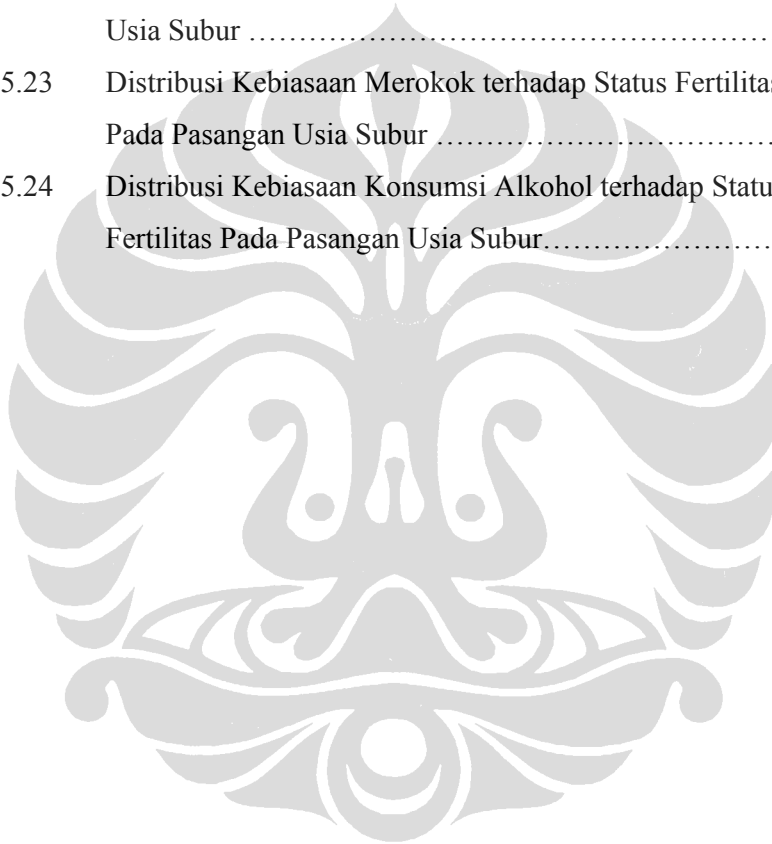 Usia Subur ……………………………………………
5.23 Distribusi Kebiasaan Merokok terhadap Status Fertilitas
Pada Pasangan Usia Subur ……………………………
5.24 Distribusi Kebiasaan Konsumsi Alkohol terhadap Statu
Fertilitas Pada Pasangan Usia Subur……………………